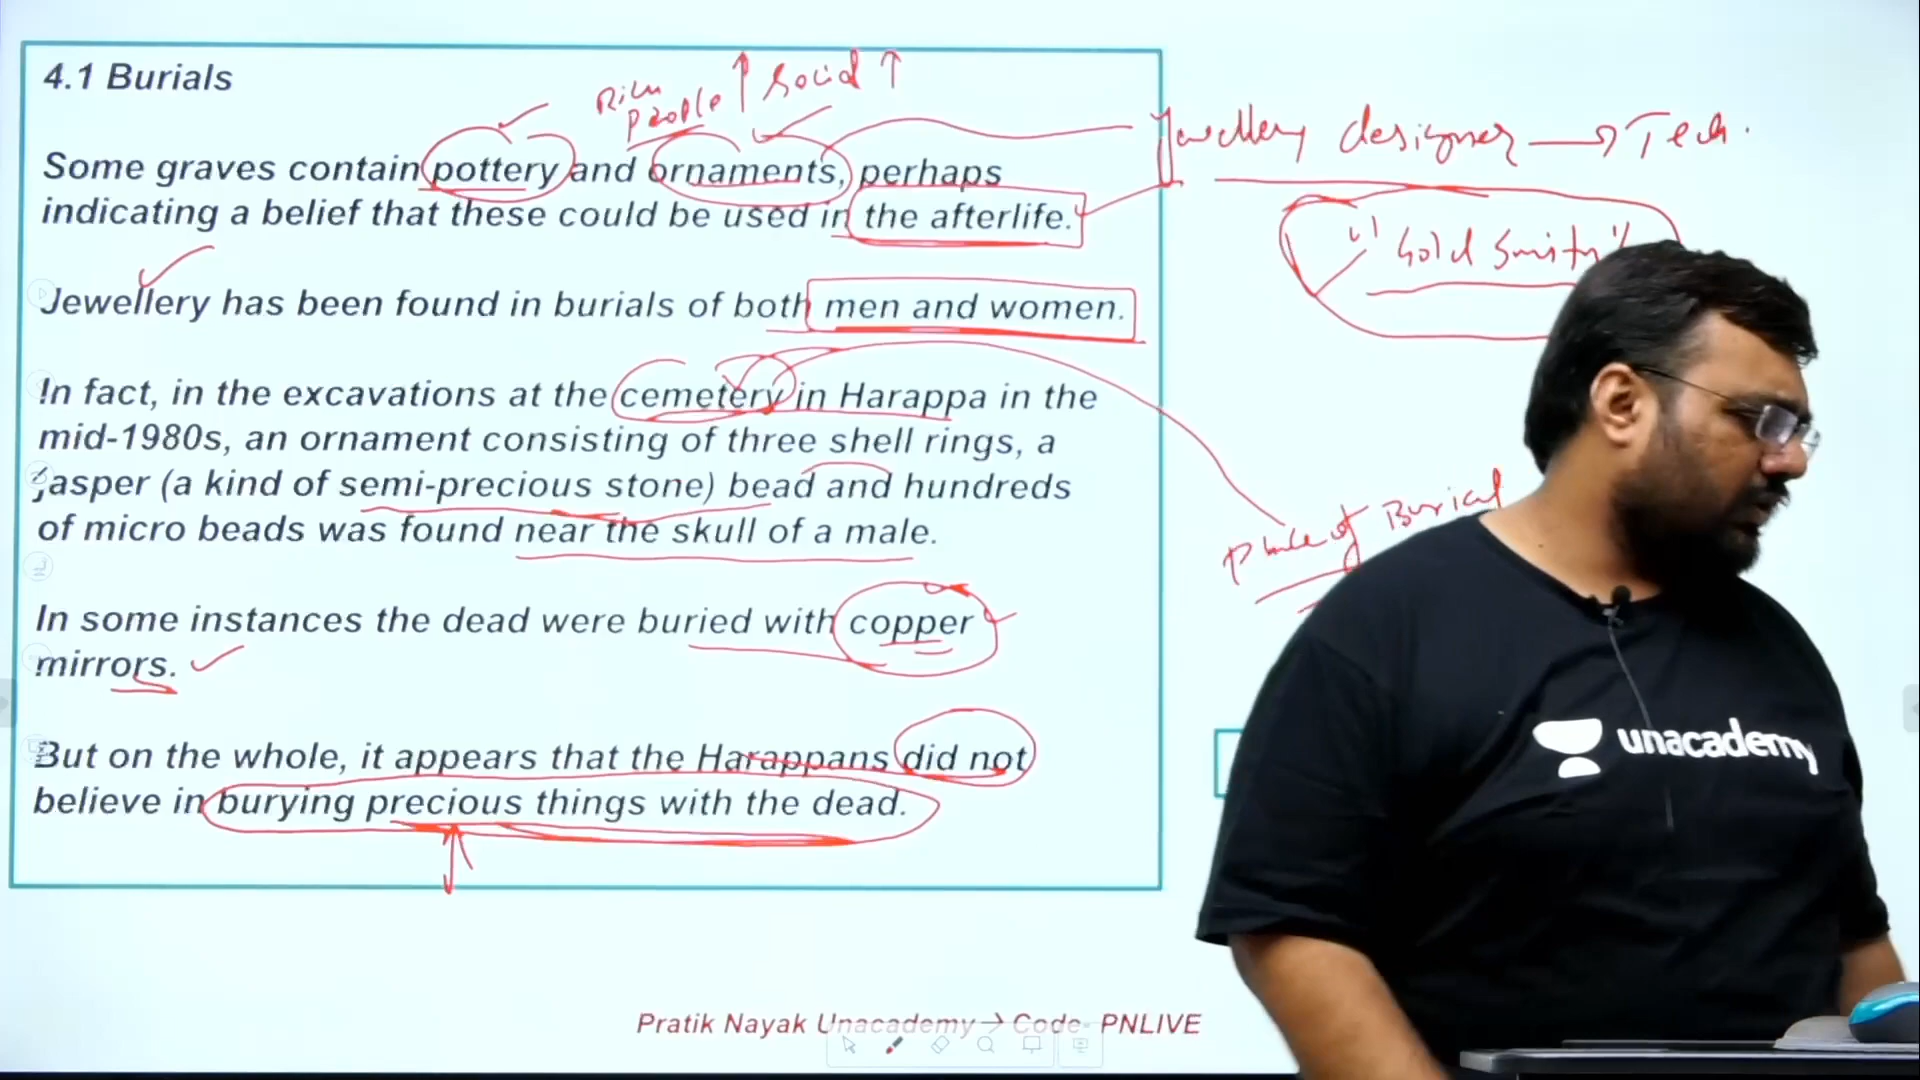 4.1 Burials
Rich people ↑ Social ↑
Some graves contain pottery and ornaments, perhaps
indicating a belief that these could be used in the afterlife.
Jewellery designer → Tech.
"Gold Smith"
Jewellery has been found in burials of both men and women.
In fact, in the excavations at the cemetery in Harappa in the
mid-1980s, an ornament consisting of three shell rings, a
jasper (a kind of semi-precious stone) bead and hundreds
of micro beads was found near the skull of a male.
place of Burial
In some instances the dead were buried with copper
mirrors.
But on the whole, it appears that the Harappans did not
believe in burying precious things with the dead.
unacademy
Pratik Nayak Unacademy→ Code- PNLIVE